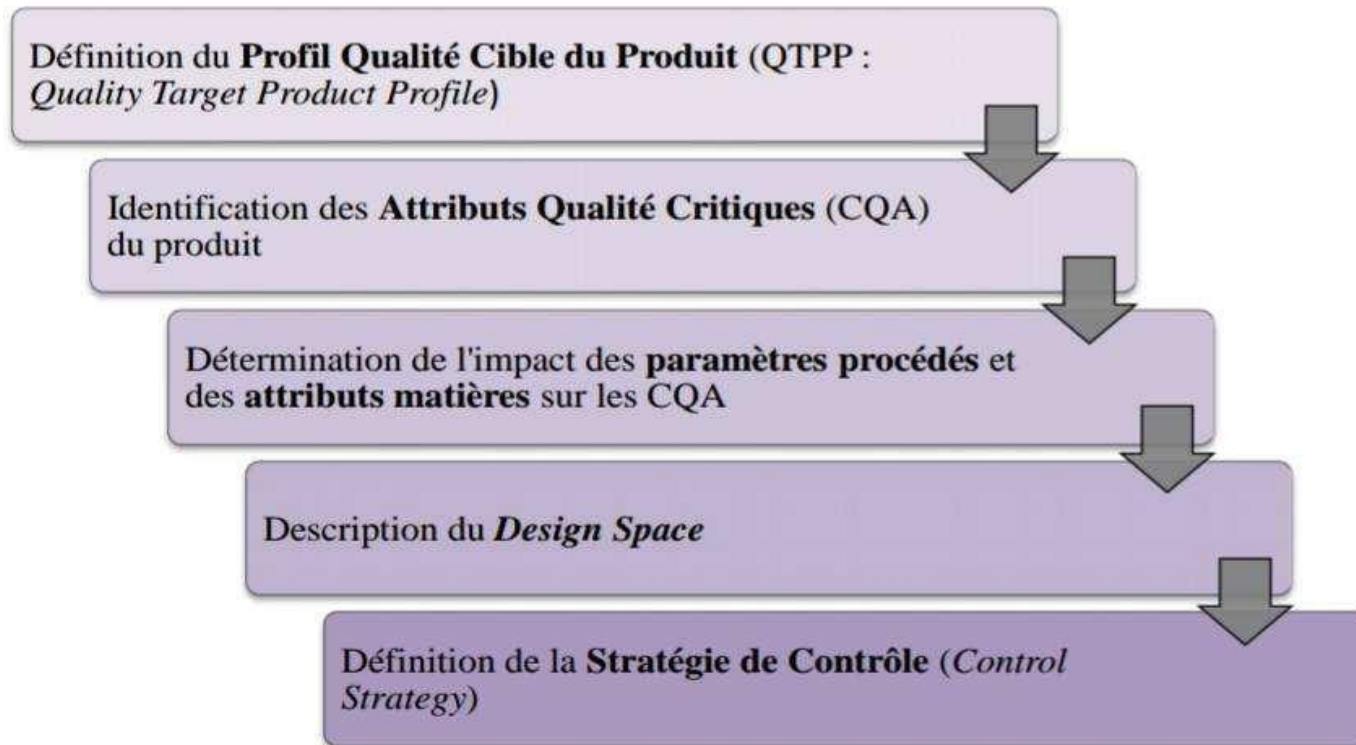 Définition du Profil Qualité Cible du Produit (QTPP :
Quality Target Product Profile)
Identification des Attributs Qualité Critiques (CQA)
du produit
Détermination de l'impact des paramètres procédés et
des attributs matières sur les CQA
Description du Design Space
Définition de la Stratégie de Contrôle (Control
Strategy)